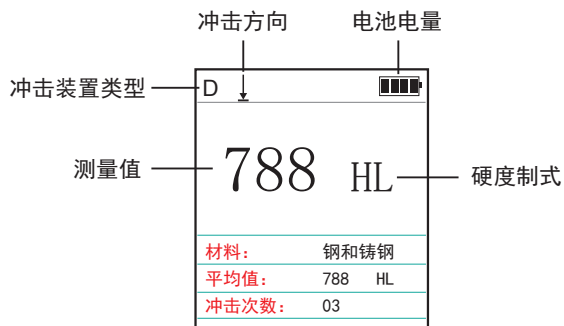 冲击方向 电池电量
冲击装置类型 D
测量值 788 HL 硬度制式
材料： 钢和铸钢
平均值： 788 HL
冲击次数： 03